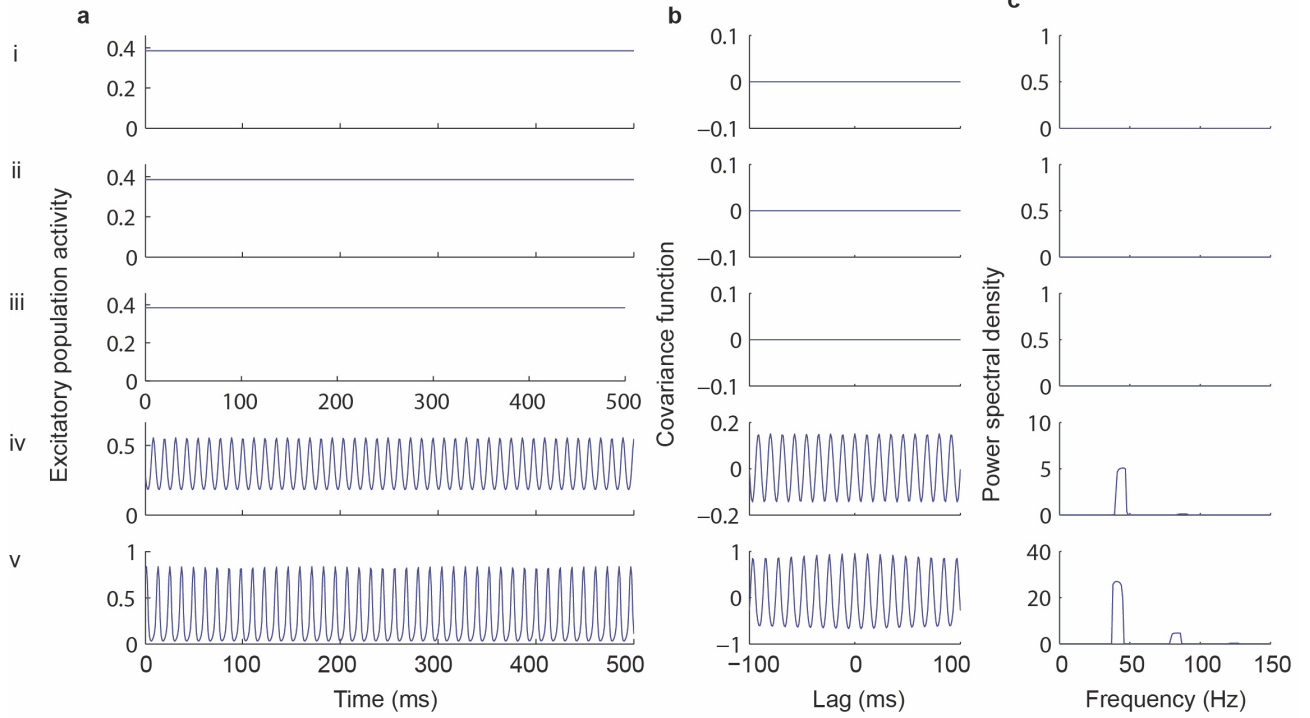 a
b
c
i
0.4
0.2
0
0.1
0
−0.1
1
0.5
0
ii
0.4
0.2
0
0.1
0
−0.1
1
0.5
0
iii
0.4
0.2
0
0 100 200 300 400 500
0.1
0
−0.1
1
0.5
0
iv
0.5
0
0.2
0
−0.2
10
5
0
v
1
0.5
0
0 100 200 300 400 500
1
0
−1
−100 0 100
40
20
0
0 50 100 150
Excitatory population activity
Covariance function
Power spectral density
Time (ms)
Lag (ms)
Frequency (Hz)